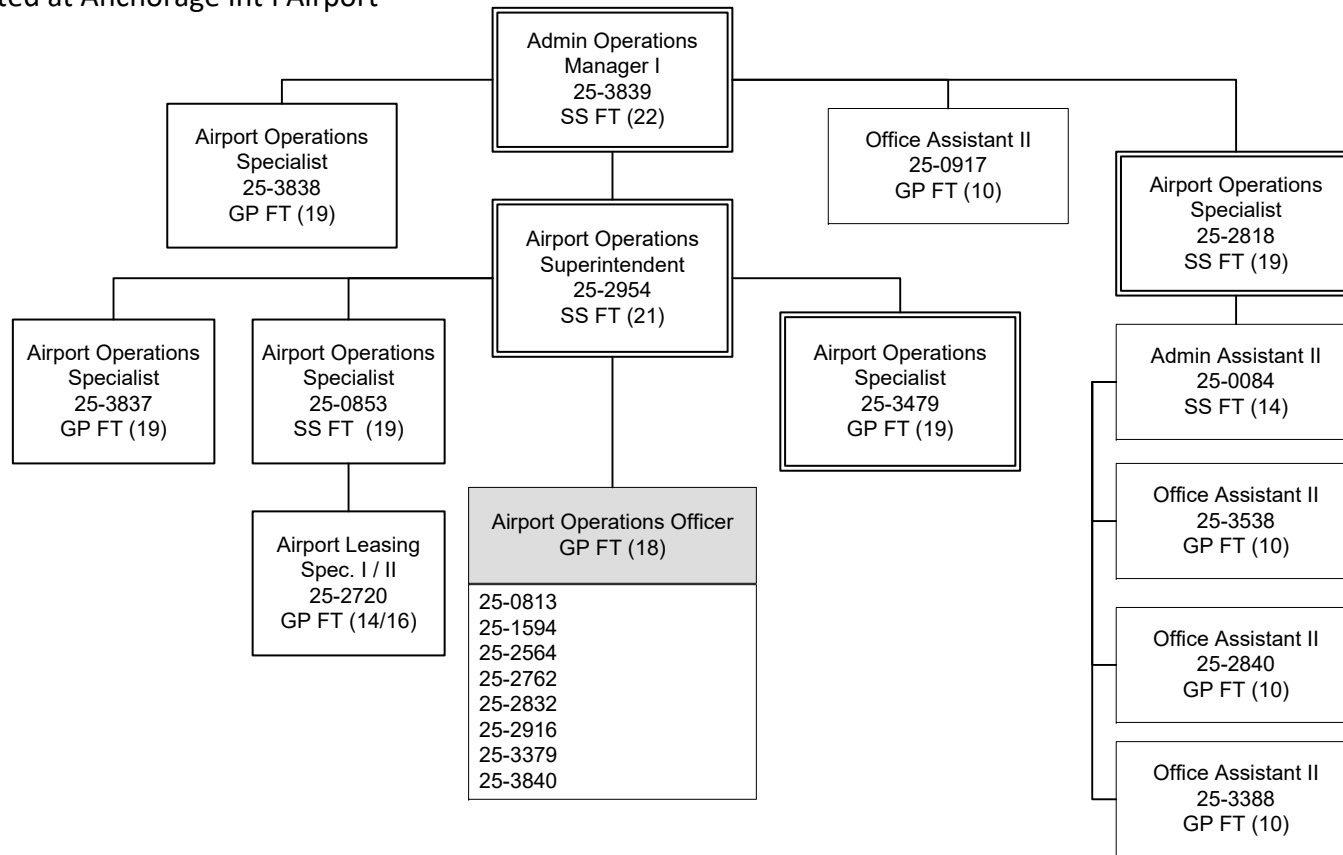 Anchorage Int'l Airport
Admin Operations
Manager I
25-3839
SS FT (22)
Airport Operations
Specialist
25-3838
GP FT (19)
Office Assistant II
25-0917
GP FT (10)
Airport Operations
Specialist
25-2818
SS FT (19)
Airport Operations
Superintendent
25-2954
SS FT (21)
Airport Operations
Specialist
25-3837
GP FT (19)
Airport Operations
Specialist
25-0853
SS FT  (19)
Airport Operations
Specialist
25-3479
GP FT (19)
Admin Assistant II
25-0084
SS FT (14)
Airport Leasing
Spec. I / II
25-2720
GP FT (14/16)
Airport Operations Officer
GP FT (18)
25-0813
25-1594
25-2564
25-2762
25-2832
25-2916
25-3379
25-3840
Office Assistant II
25-3538
GP FT (10)
Office Assistant II
25-2840
GP FT (10)
Office Assistant II
25-3388
GP FT (10)